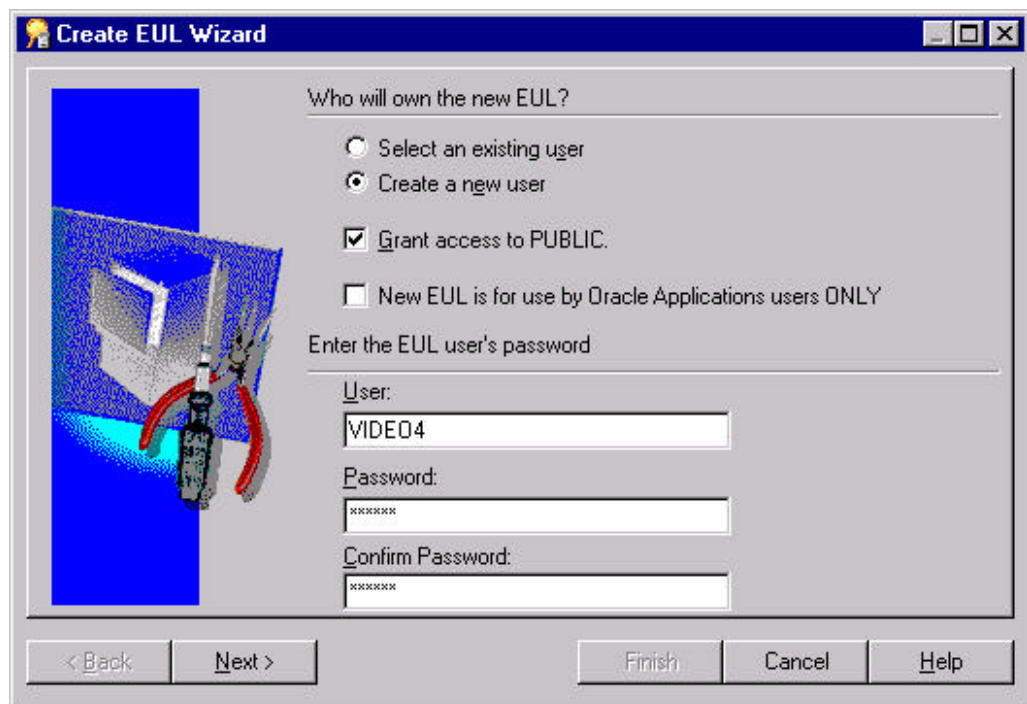 Create EUL Wizard
Who will own the new EUL?
Select an existing user
Create a new user
Grant access to PUBLIC.
New EUL is for use by Oracle Applications users ONLY
Enter the EUL user's password
User:
VIDEO4
Password:
******
Confirm Password:
******
< Back Next > Finish Cancel Help